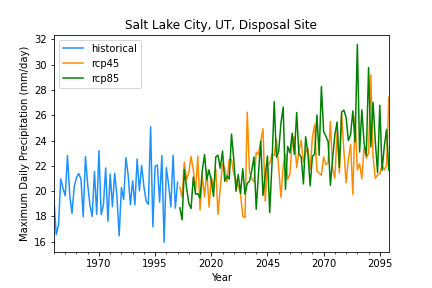 Salt Lake City, UT, Disposal Site
Maximum Daily Precipitation (mm/day)
32
30
28
26
24
22
20
18
16
historical
rcp45
rcp85
1970 1995 2020 2045 2070 2095
Year